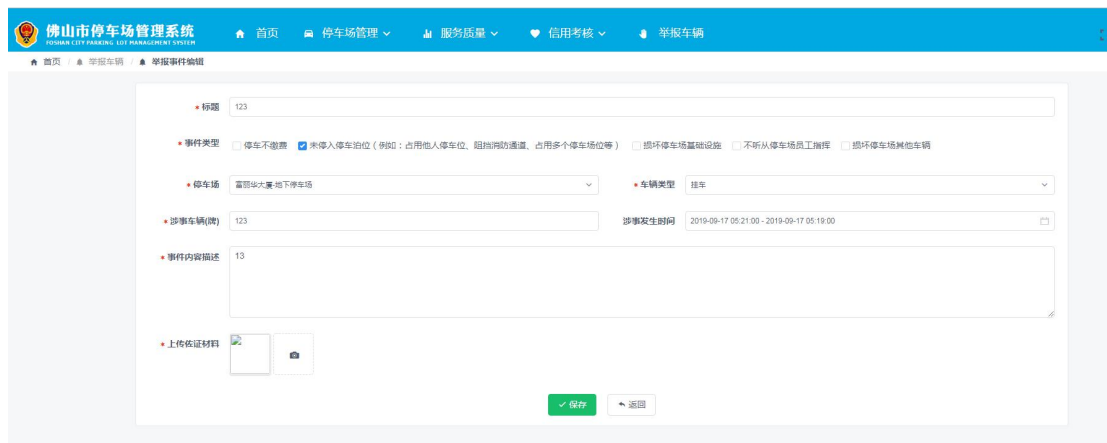 佛山市停车场管理系统 首页 停车场管理 服务质量 信用考核 举报车辆
FOSHAN CITY PARKING LOT MANAGEMENT SYSTEM
首页 / 举报车辆 / 举报事件编辑
* 标题 123
* 事件类型 停车不缴费 未停入停车泊位（例如：占用他人停车位、阻挡消防通道、占用多个停车场位等） 损坏停车场基础设施 不听从停车场员工指挥 损坏停车场其他车辆
* 停车场 富丽华大厦-地下停车场 * 车辆类型 挂车
* 涉事车辆(牌) 123 涉事发生时间 2019-09-17 05:21:00 - 2019-09-17 05:19:00
* 事件内容描述 13
* 上传佐证材料
保存 返回